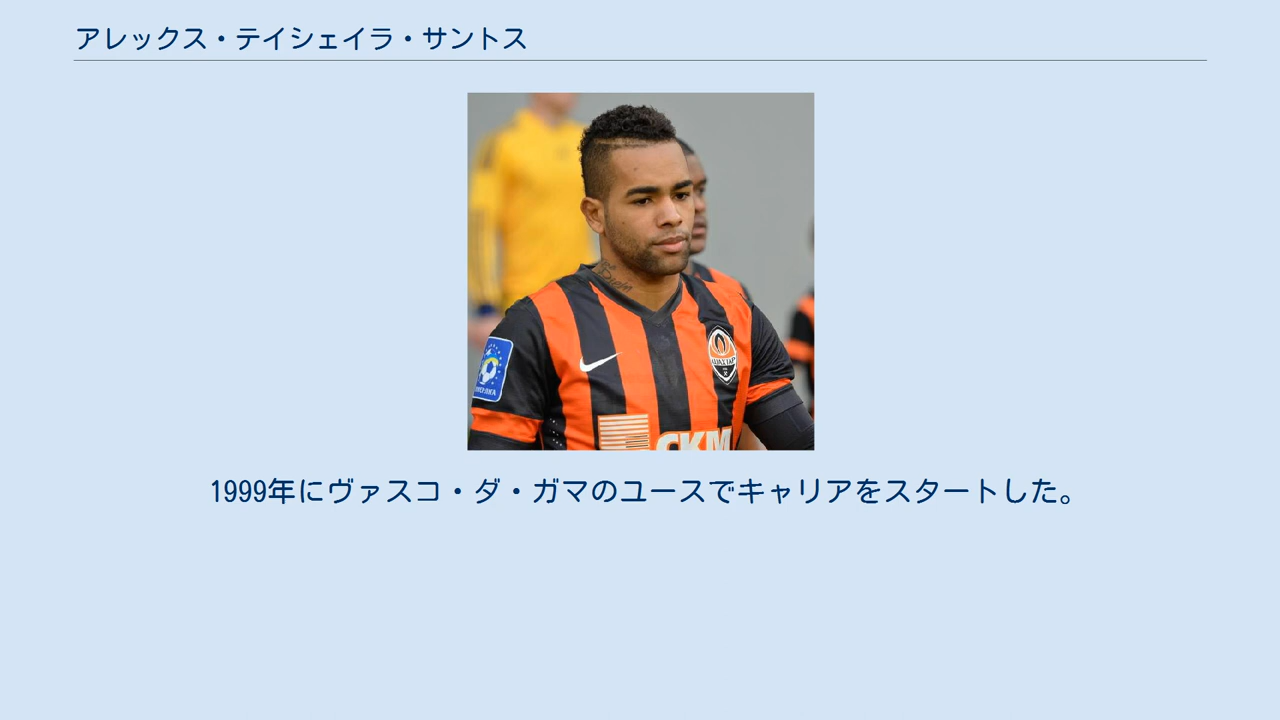 アレックス・テイシェイラ・サントス
СКМ
1999年にヴァスコ・ダ・ガマのユースでキャリアをスタートした。